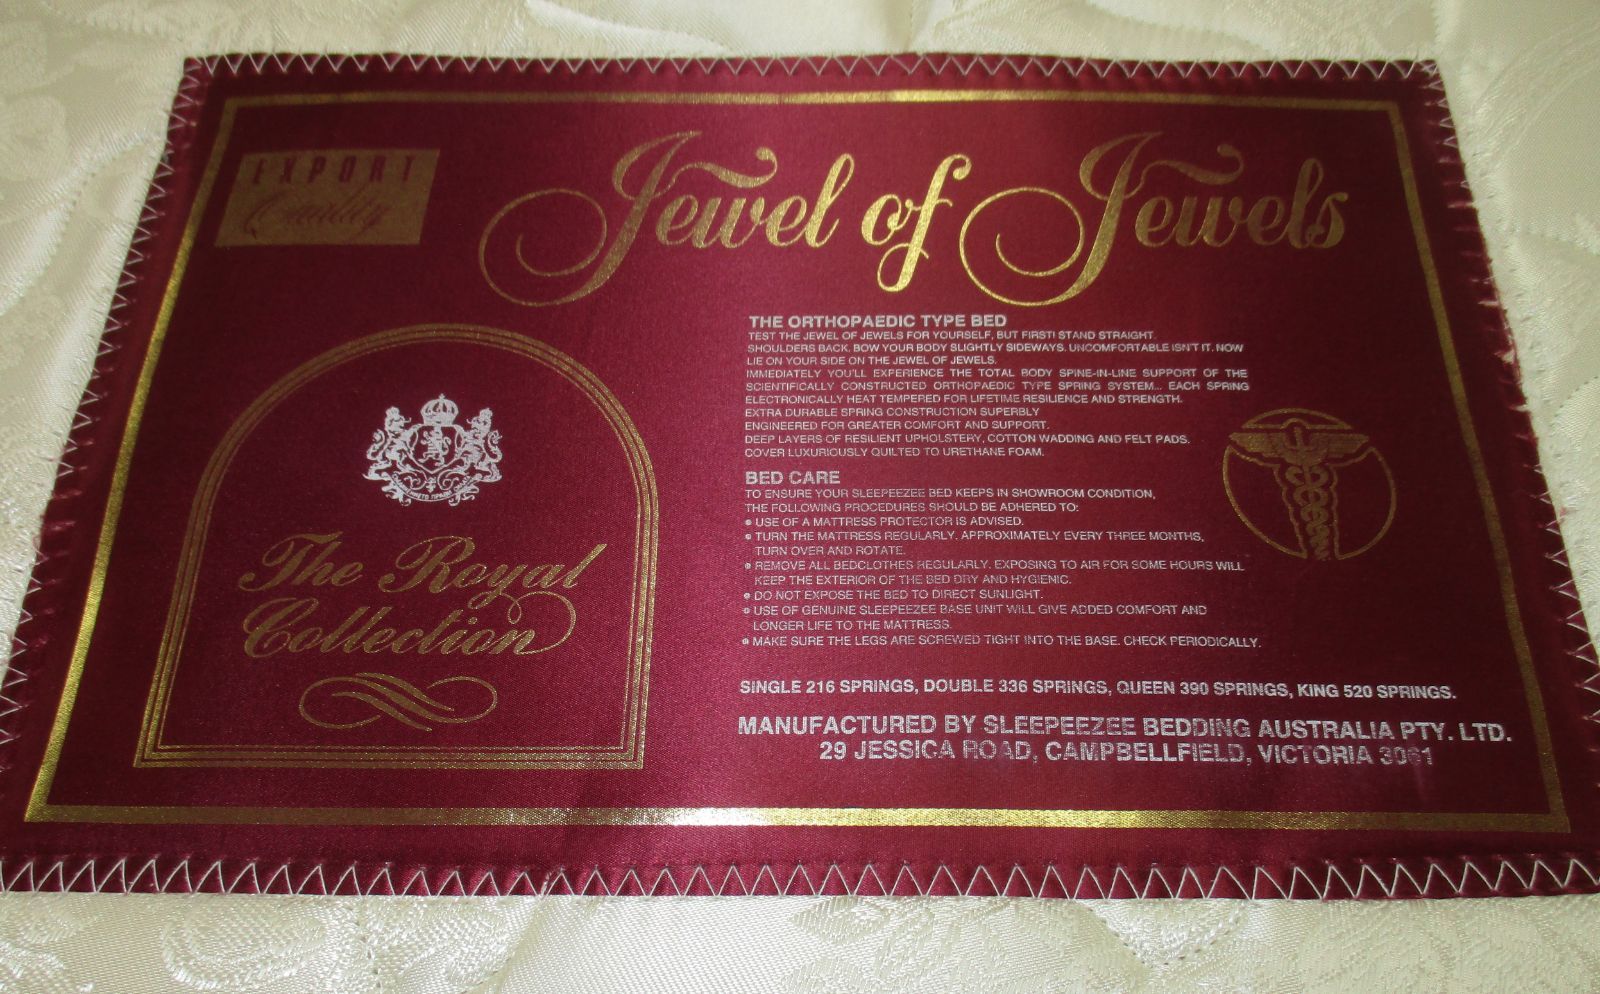 EXPORT
Quality
Jewel of Jewels
THE ORTHOPAEDIC TYPE BED
TEST THE JEWEL OF JEWELS FOR YOURSELF, BUT FIRST! STAND STRAIGHT.
SHOULDERS BACK, BOW YOUR BODY SLIGHTLY SIDEWAYS. UNCOMFORTABLE ISN'T IT. NOW
LIE ON YOUR SIDE ON THE JEWEL OF JEWELS.
IMMEDIATELY YOU'LL EXPERIENCE THE TOTAL BODY SPINE-IN-LINE SUPPORT OF THE
SCIENTIFICALLY CONSTRUCTED ORTHOPAEDIC TYPE SPRING SYSTEM... EACH SPRING
ELECTRONICALLY HEAT TEMPERED FOR LIFETIME RESILIENCE AND STRENGTH.
EXTRA DURABLE SPRING CONSTRUCTION SUPERBLY
ENGINEERED FOR GREATER COMFORT AND SUPPORT.
DEEP LAYERS OF RESILIENT UPHOLSTERY, COTTON WADDING AND FELT PADS.
COVER LUXURIOUSLY QUILTED TO URETHANE FOAM.
BED CARE
TO ENSURE YOUR SLEEPEEZEE BED KEEPS IN SHOWROOM CONDITION,
THE FOLLOWING PROCEDURES SHOULD BE ADHERED TO:
• USE OF A MATTRESS PROTECTOR IS ADVISED.
• TURN THE MATTRESS REGULARLY. APPROXIMATELY EVERY THREE MONTHS,
TURN OVER AND ROTATE.
• REMOVE ALL BEDCLOTHES REGULARLY. EXPOSING TO AIR FOR SOME HOURS WILL
KEEP THE EXTERIOR OF THE BED DRY AND HYGIENIC.
• DO NOT EXPOSE THE BED TO DIRECT SUNLIGHT.
• USE OF GENUINE SLEEPEEZEE BASE UNIT WILL GIVE ADDED COMFORT AND
LONGER LIFE TO THE MATTRESS.
• MAKE SURE THE LEGS ARE SCREWED TIGHT INTO THE BASE. CHECK PERIODICALLY.
The Royal
Collection
SINGLE 216 SPRINGS, DOUBLE 336 SPRINGS, QUEEN 390 SPRINGS, KING 520 SPRINGS.
MANUFACTURED BY SLEEPEEZEE BEDDING AUSTRALIA PTY. LTD.
29 JESSICA ROAD, CAMPBELLFIELD, VICTORIA 3061